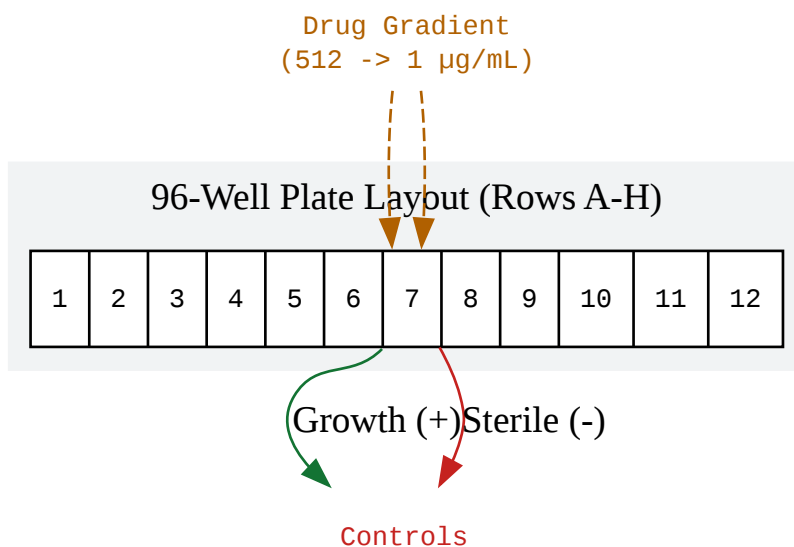 Drug Gradient
(512 -> 1 µg/mL)
96-Well Plate Layout (Rows A-H)
1 2 3 4 5 6 7 8 9 10 11 12
Growth (+) Sterile (-)
Controls